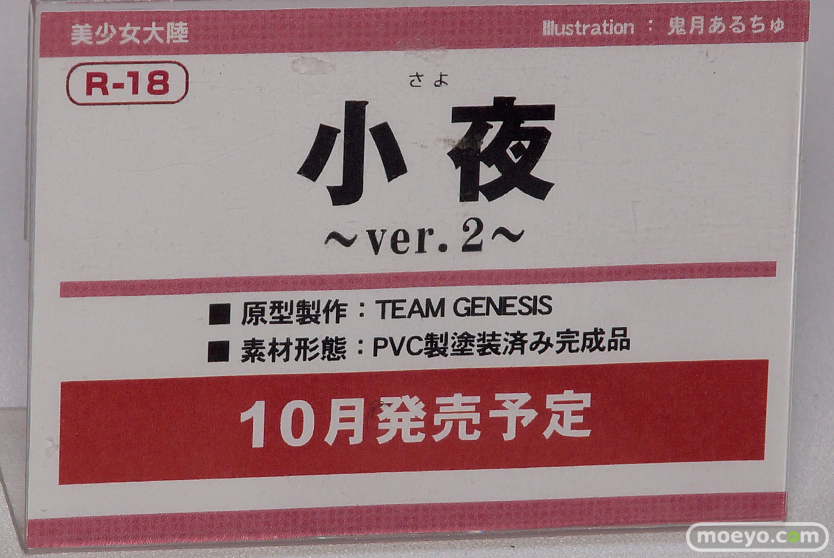 美少女大陸
Illustration : 鬼月あるちゅ
R-18
さよ
小夜
～ver.2～
■ 原型製作：TEAM GENESIS
■ 素材形態：PVC製塗装済み完成品
10月発売予定
moeyo.com